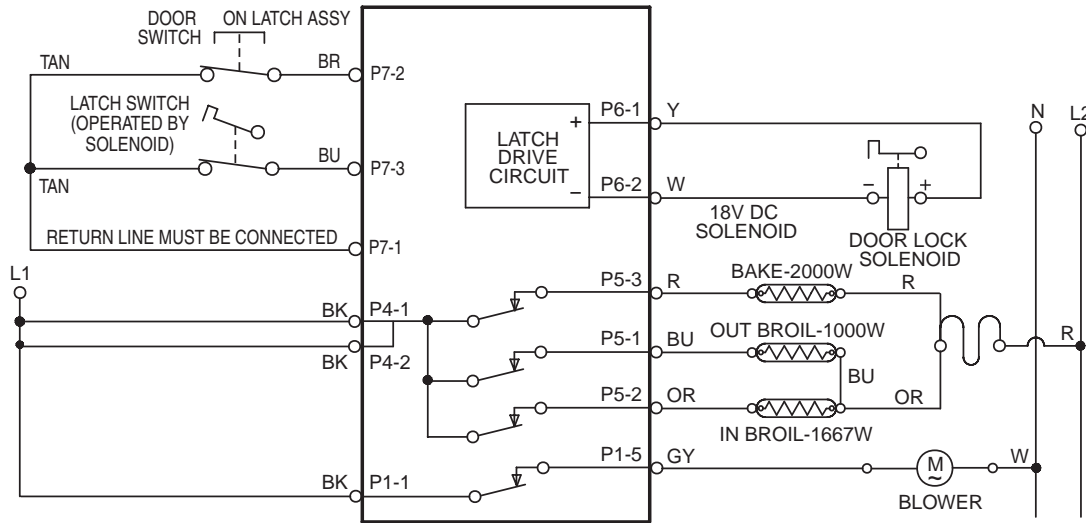 DOOR
SWITCH
ON LATCH ASSY
TAN
BR
P7-2
LATCH SWITCH
(OPERATED BY
SOLENOID)
BU
P7-3
TAN
RETURN LINE MUST BE CONNECTED
P7-1
L1
BK
P4-1
BK
P4-2
BK
P1-1
LATCH
DRIVE
CIRCUIT
+
−
P6-1
Y
P6-2
W
18V DC
SOLENOID
−
+
DOOR LOCK
SOLENOID
N
L2
P5-3
R
BAKE-2000W
R
P5-1
BU
OUT BROIL-1000W
BU
R
P5-2
OR
OR
IN BROIL-1667W
P1-5
GY
M
~
W
BLOWER